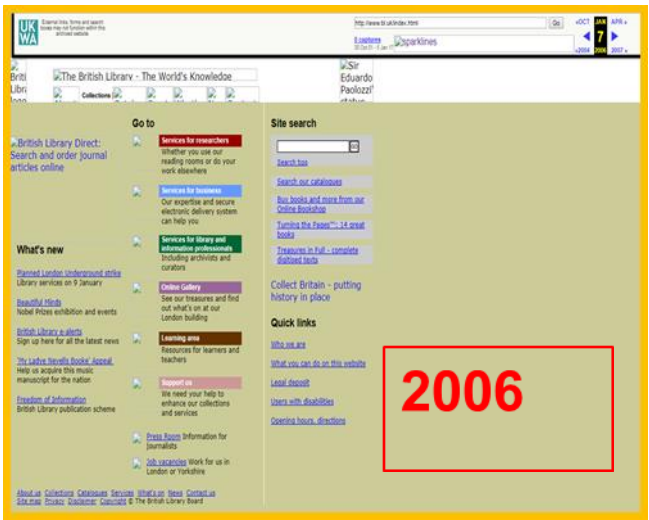 UK
WA
External links, forms and search
boxes may not function within this
archived website
http://www.bl.uk/index.html
Go
«OCT JAN APR »
7
«2004 2006 2007 »
sparklines
Briti
Libra
logo
The British Library - The World's Knowledge
Sir
Eduardo
Paolozzi'
Collections
British Library Direct:
Search and order journal
articles online
What's new
Planned London Underground strike
Library services on 9 January
Beautiful Minds
Nobel Prizes exhibition and events
British Library e-alerts
Sign up here for all the latest news
'My Ladye Nevells Booke' Appeal
Help us acquire this music
manuscript for the nation
Freedom of Information
British Library publication scheme
Go to
Services for researchers
Whether you use our
reading rooms or do your
work elsewhere
Services for business
Our expertise and secure
electronic delivery system
can help you
Services for library and
information professionals
Including archivists and
curators
Online Gallery
See our treasures and find
out what's on at our
London building
Learning area
Resources for learners and
teachers
Support us
We need your help to
enhance our collections
and services
Press Room Information for
journalists
Job vacancies Work for us in
London or Yorkshire
Site search
Search tips
Search our catalogues
Buy books and more from our
Online Bookshop
Turning the Pages™: 14 great
books
Treasures in Full - complete
digitised texts
Collect Britain - putting
history in place
Quick links
Who we are
What you can do on this website
Legal deposit
Users with disabilities
Opening hours, directions
2006
About us Collections Catalogues Services What's on News Contact us
Site map Privacy Disclaimer Copyright © The British Library Board